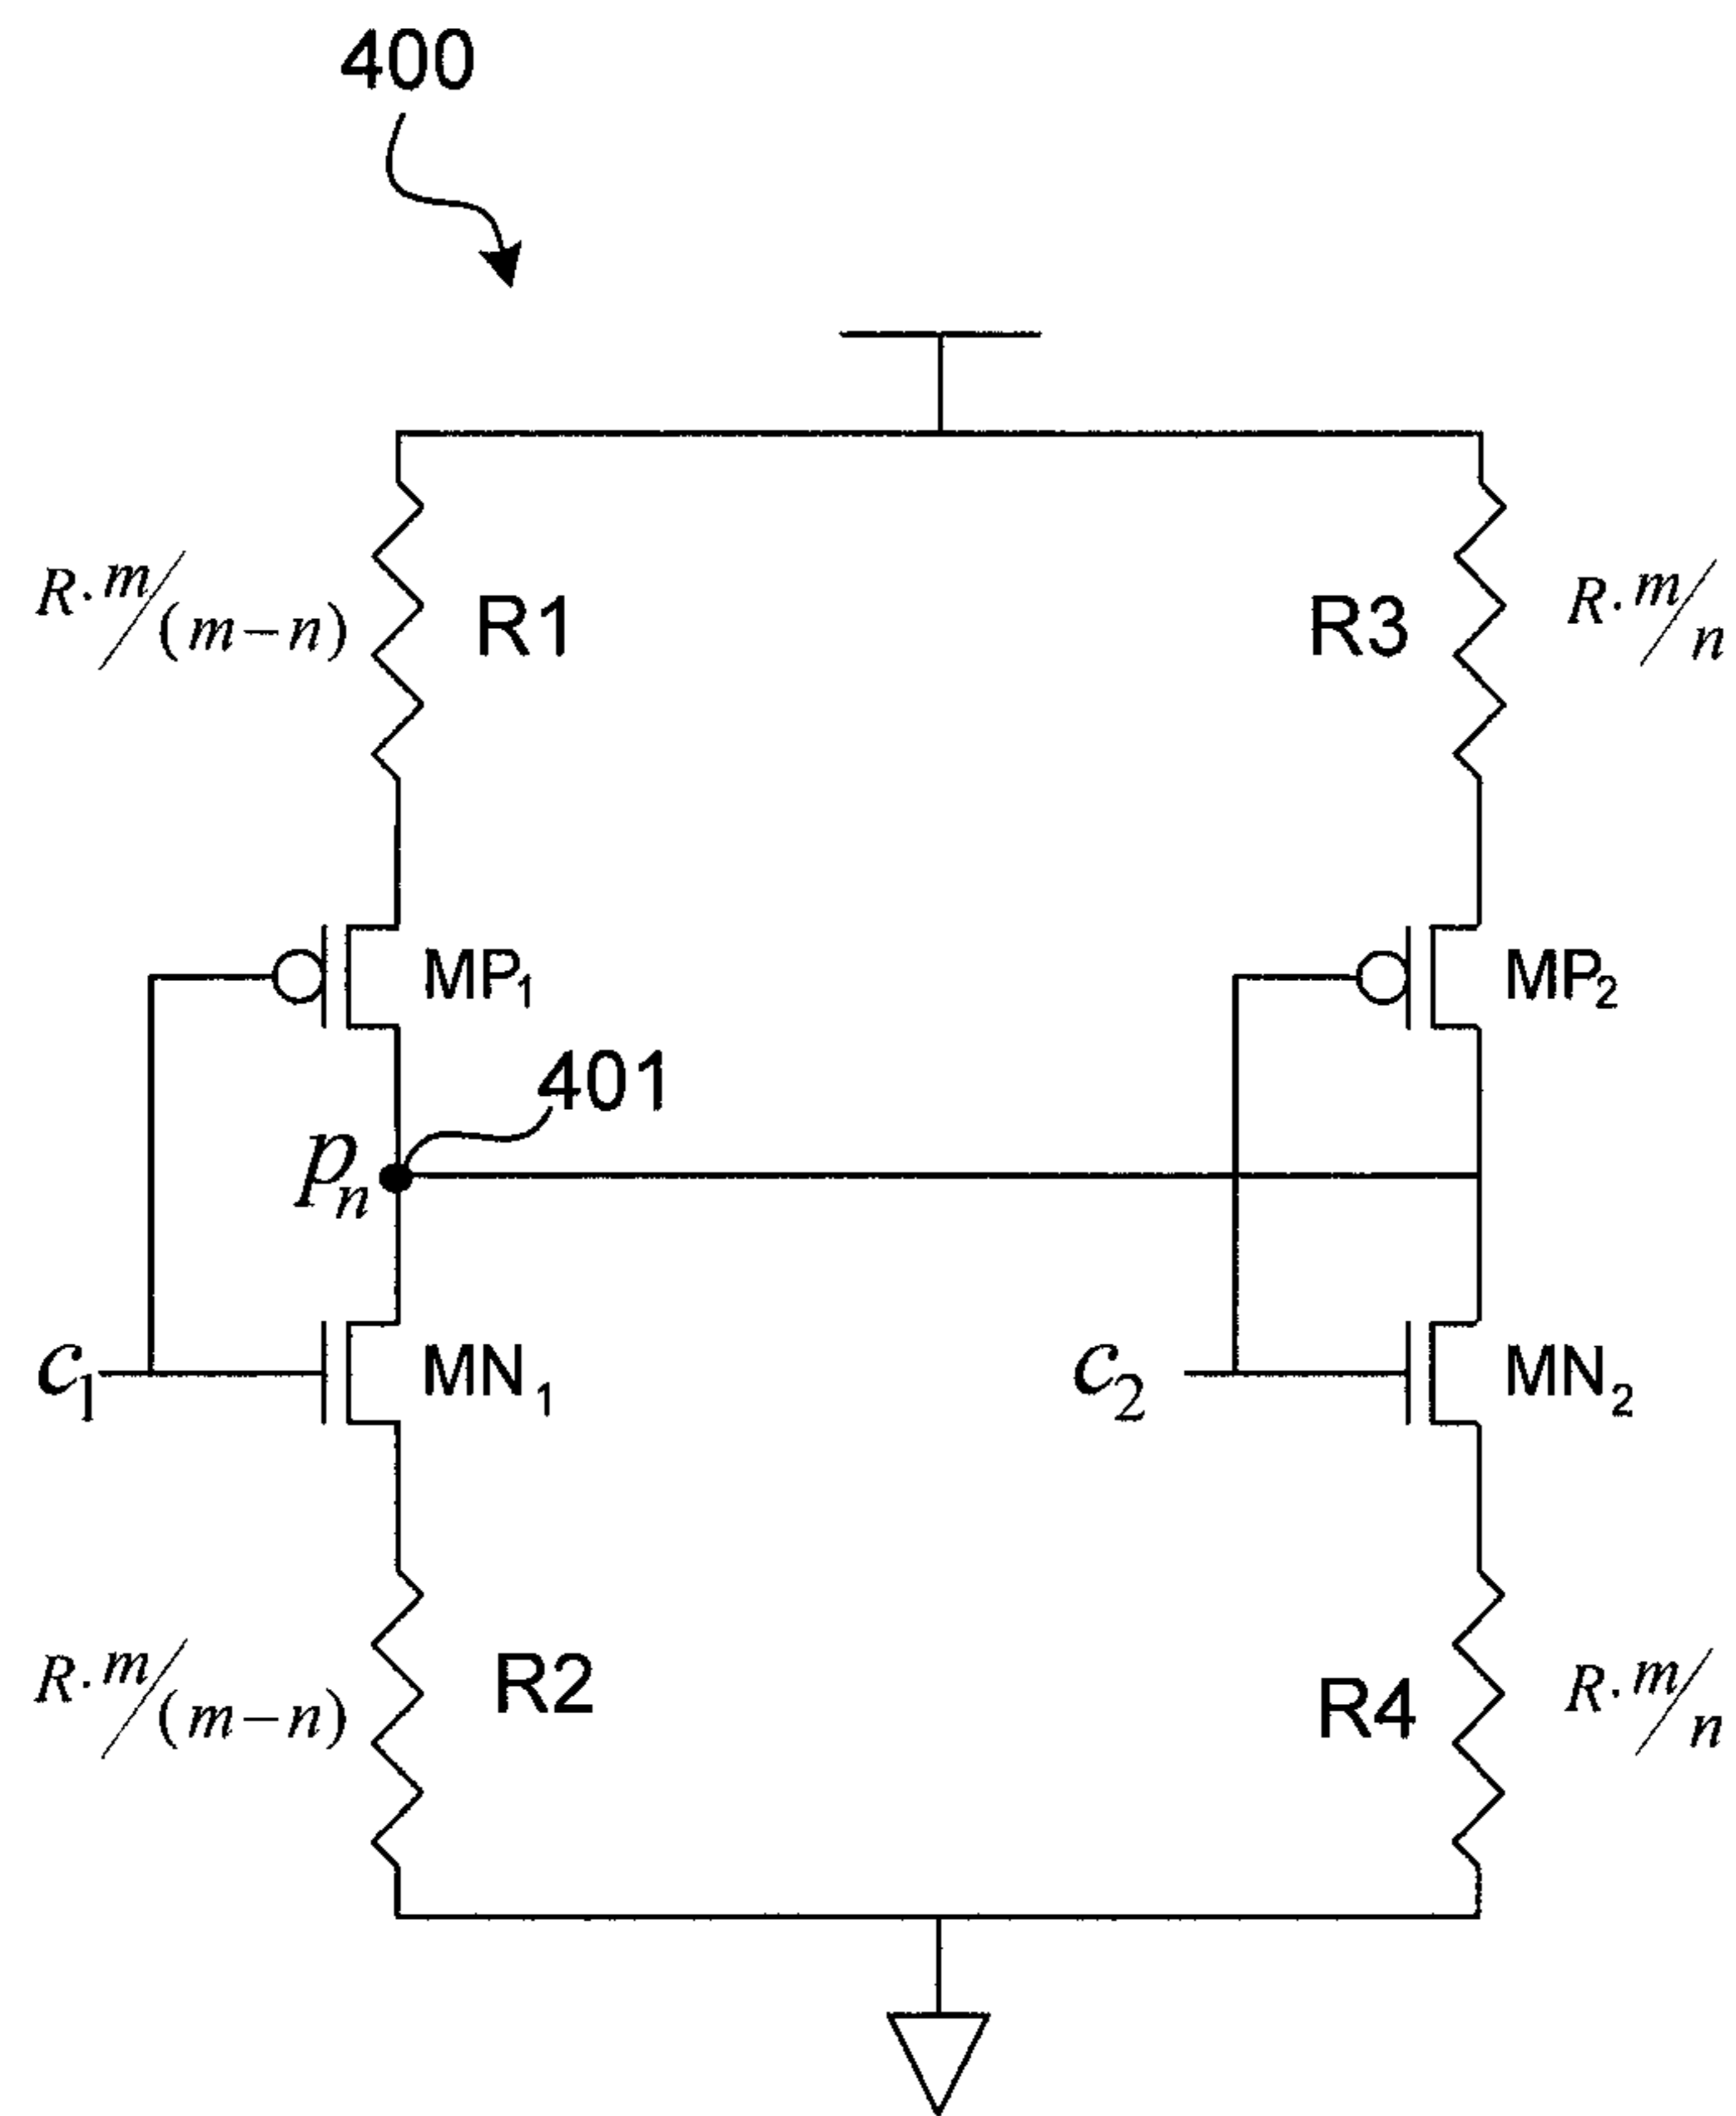 400
R·m/(m−n)
R1
R3
R·m/n
MP1
MP2
401
pn
c1
MN1
c2
MN2
R·m/(m−n)
R2
R4
R·m/n